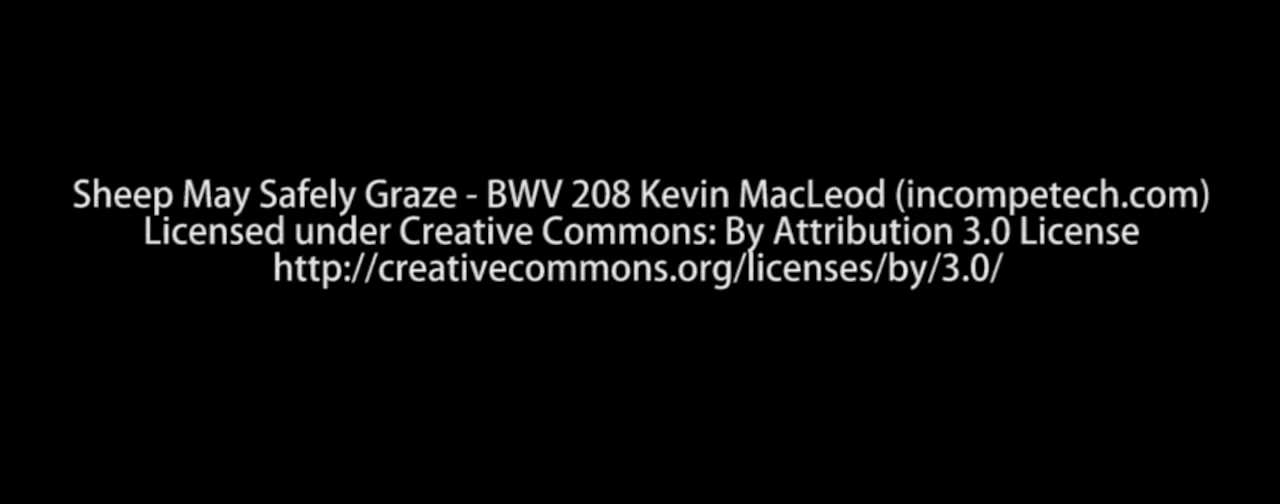 Sheep May Safely Graze - BWV 208 Kevin MacLeod (incompetech.com)
Licensed under Creative Commons: By Attribution 3.0 License
http://creativecommons.org/licenses/by/3.0/